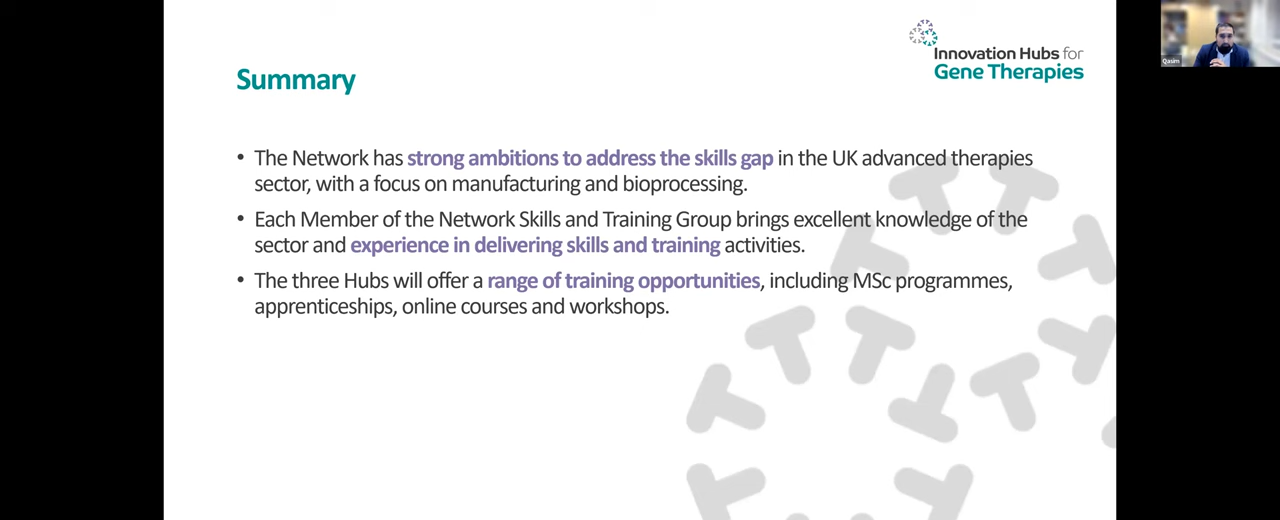 Innovation Hubs for
Gene Therapies
Qasim
Summary
• The Network has strong ambitions to address the skills gap in the UK advanced therapies
sector, with a focus on manufacturing and bioprocessing.
• Each Member of the Network Skills and Training Group brings excellent knowledge of the
sector and experience in delivering skills and training activities.
• The three Hubs will offer a range of training opportunities, including MSc programmes,
apprenticeships, online courses and workshops.